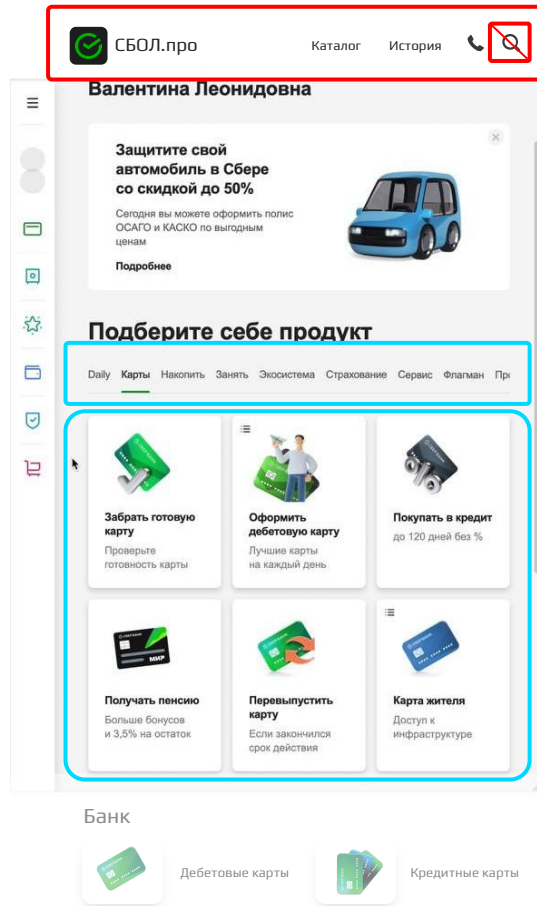 СБОЛ.про
Каталог
История
Валентина Леонидовна
Защитите свой
автомобиль в Сбере
со скидкой до 50%
Сегодня вы можете оформить полис
ОСАГО и КАСКО по выгодным
ценам
Подробнее
Подберите себе продукт
Daily Карты Накопить Занять Экосистема Страхование Сервис Флагман
Забрать готовую
карту
Проверьте
готовность карты
Оформить
дебетовую карту
Лучшие карты
на каждый день
Покупать в кредит
до 120 дней без %
МИР
Получать пенсию
Больше бонусов
и 3,5% на остаток
Перевыпустить
карту
Если закончился
срок действия
Карта жителя
Доступ к
инфраструктуре
Банк
Дебетовые карты
Кредитные карты